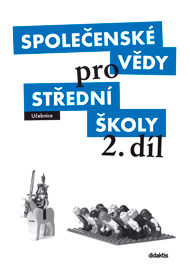 SPOLEČENSKÉ
pro VĚDY
STŘEDNÍ
Učebnice ŠKOLY
2. díl
didaktis